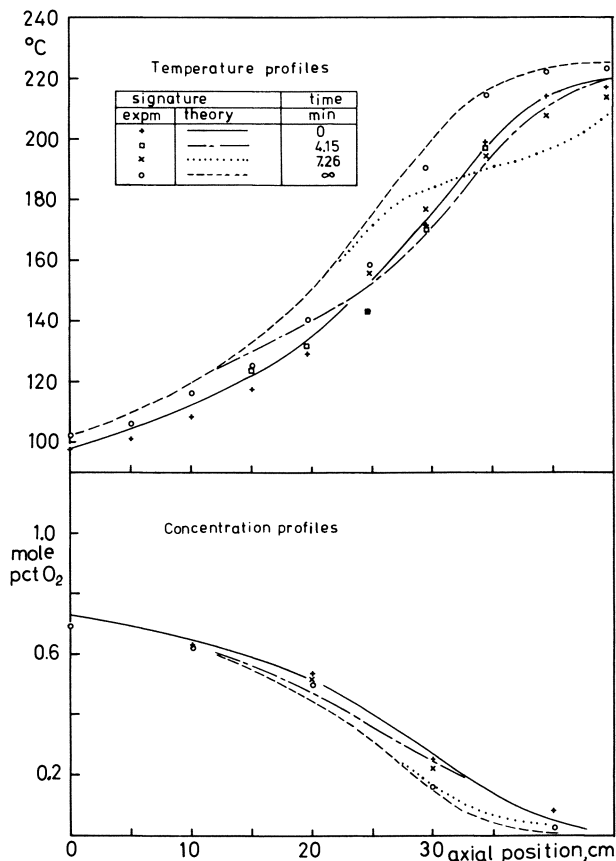 °C
220
200
180
160
140
120
100
Temperature profiles
signature time
expm theory min
+ 0
□ 4.15
× 7.26
○ ∞
1.0
mole
pct O₂
0.6
0.2
Concentration profiles
0 10 20 30 axial position,cm